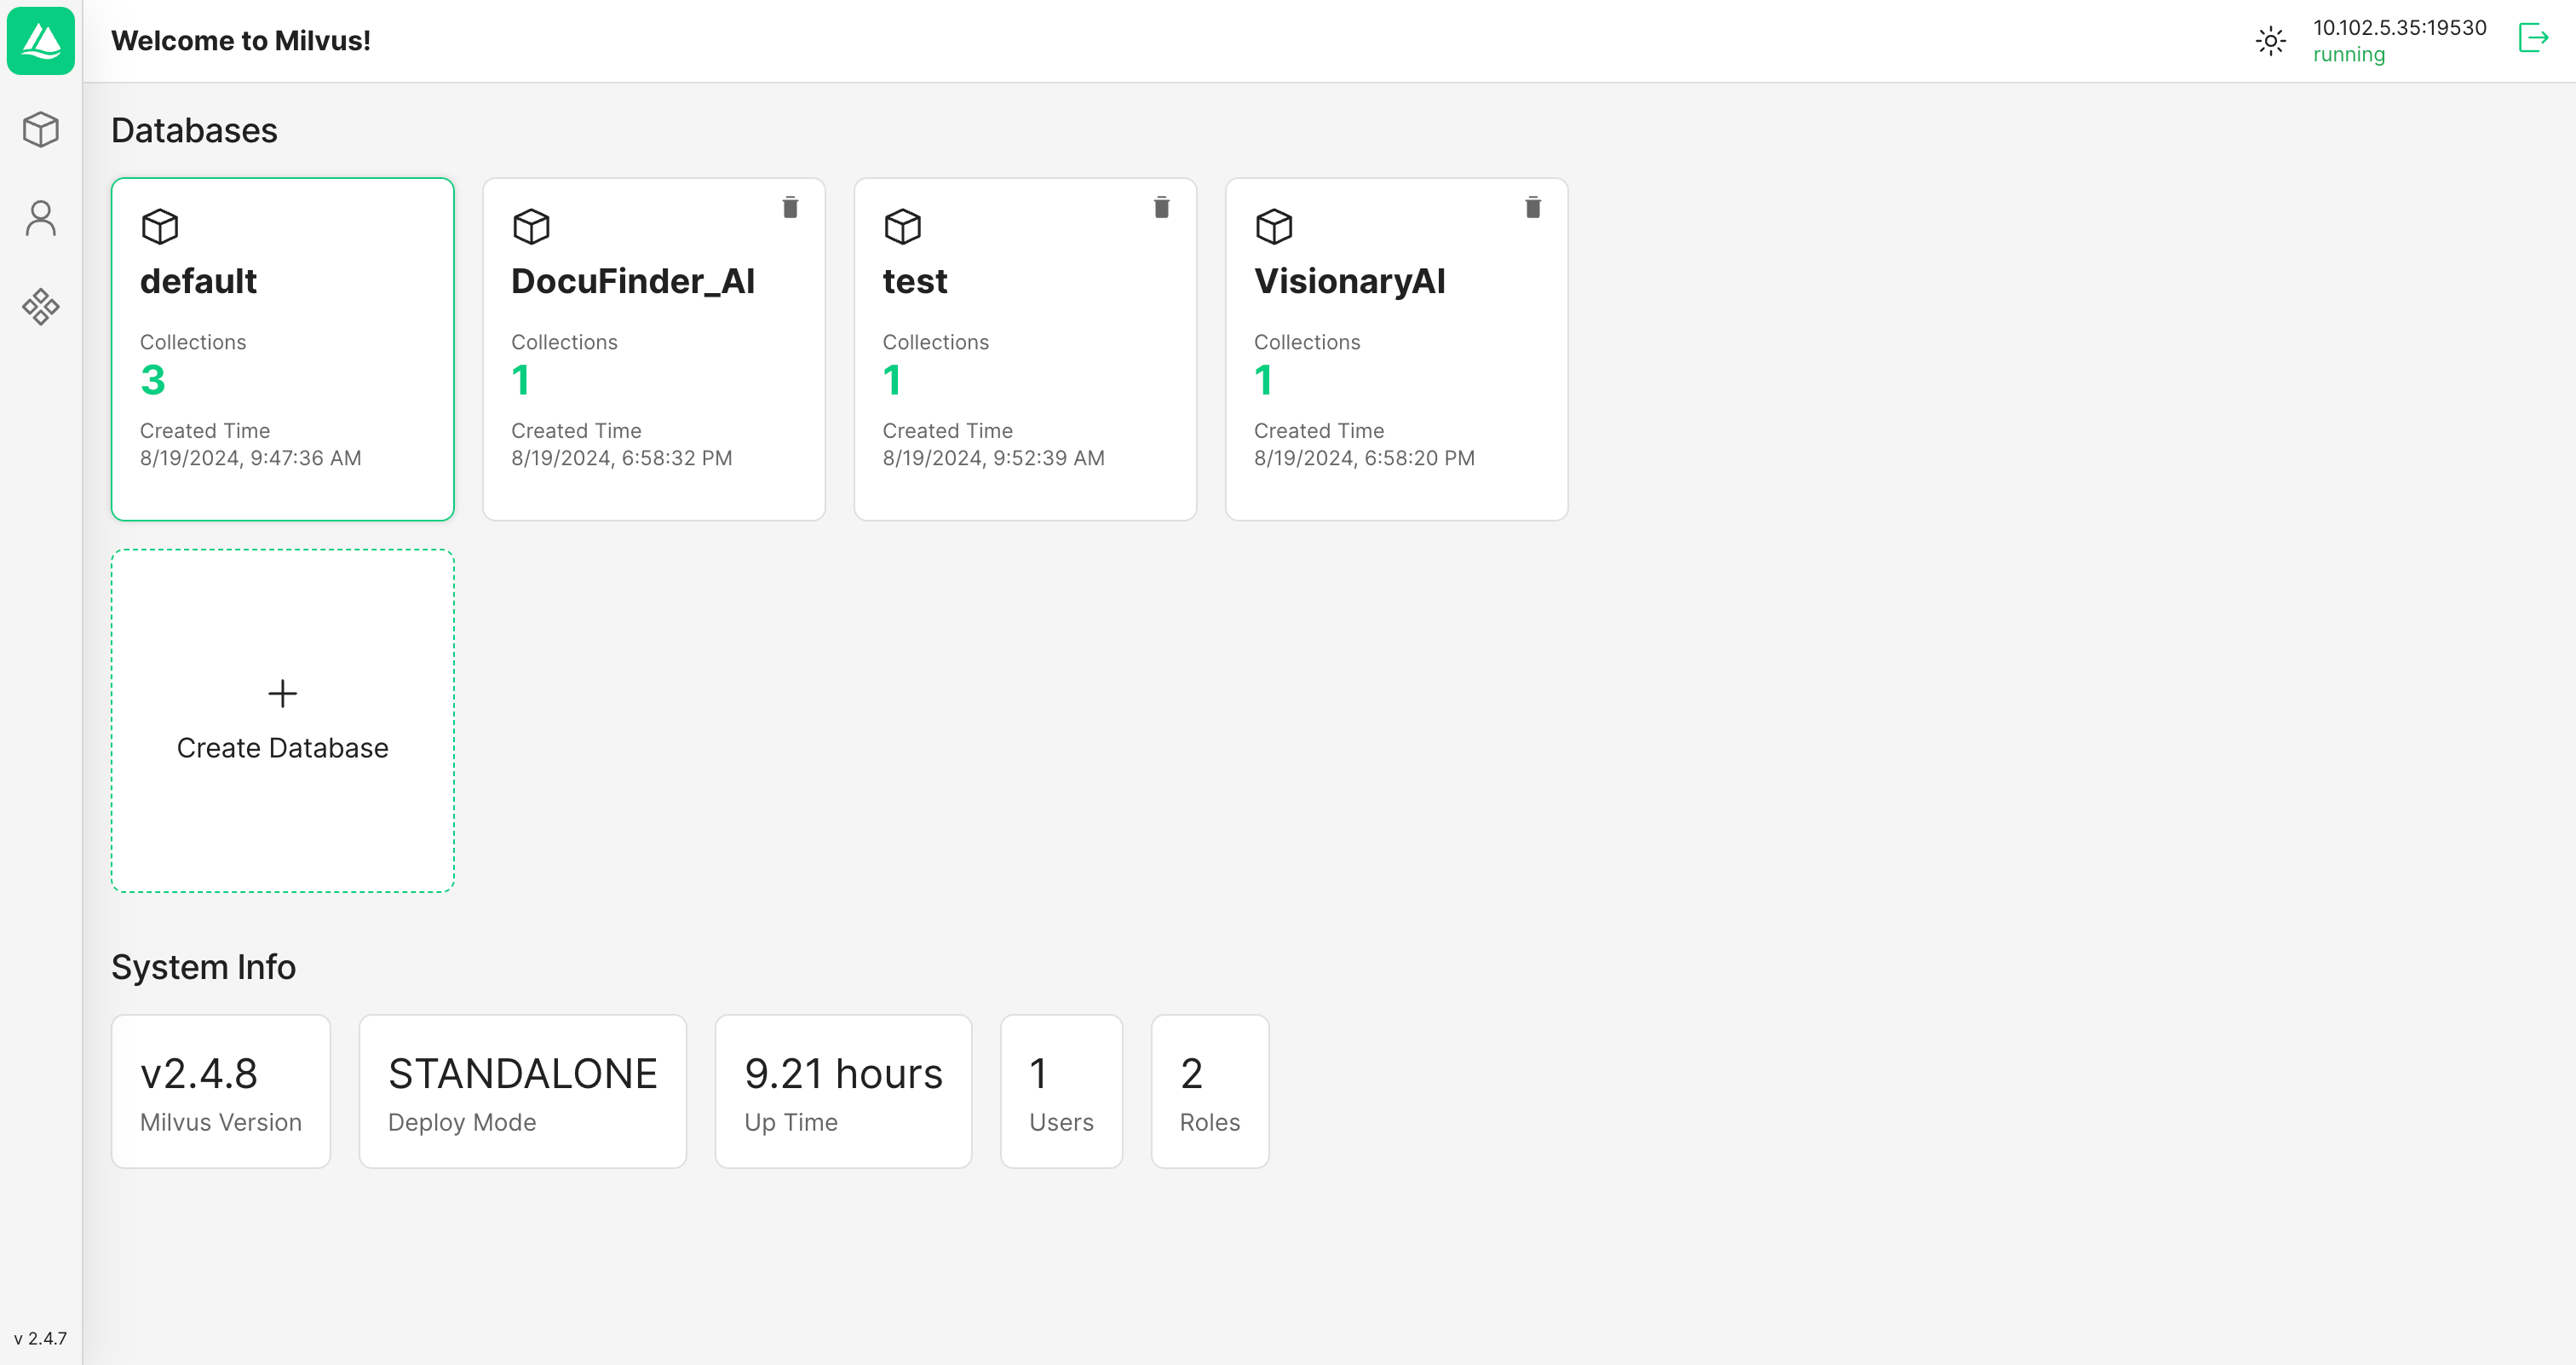 Welcome to Milvus!
10.102.5.35:19530
running
Databases
default
Collections
3
Created Time
8/19/2024, 9:47:36 AM
DocuFinder_AI
Collections
1
Created Time
8/19/2024, 6:58:32 PM
test
Collections
1
Created Time
8/19/2024, 9:52:39 AM
VisionaryAI
Collections
1
Created Time
8/19/2024, 6:58:20 PM
Create Database
System Info
v2.4.8
Milvus Version
STANDALONE
Deploy Mode
9.21 hours
Up Time
1
Users
2
Roles
v 2.4.7